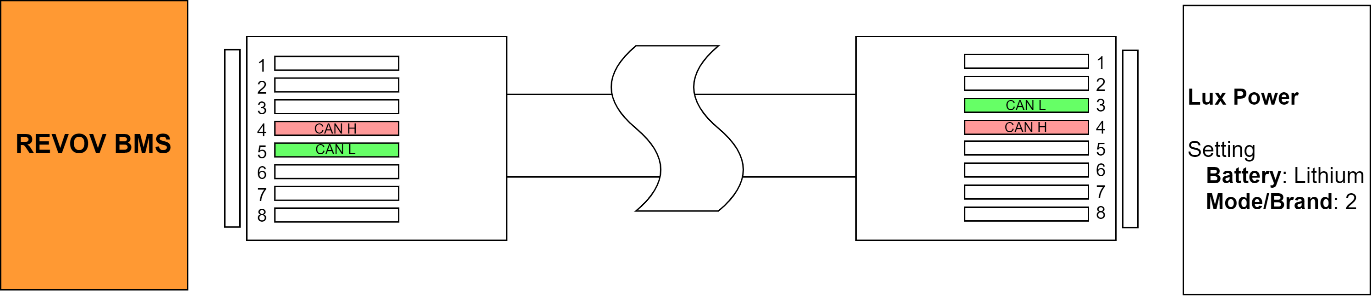 REVOV BMS
1
2
3
4 CAN H
5 CAN L
6
7
8
1
2
CAN L 3
CAN H 4
5
6
7
8
Lux Power
Setting
Battery: Lithium
Mode/Brand: 2